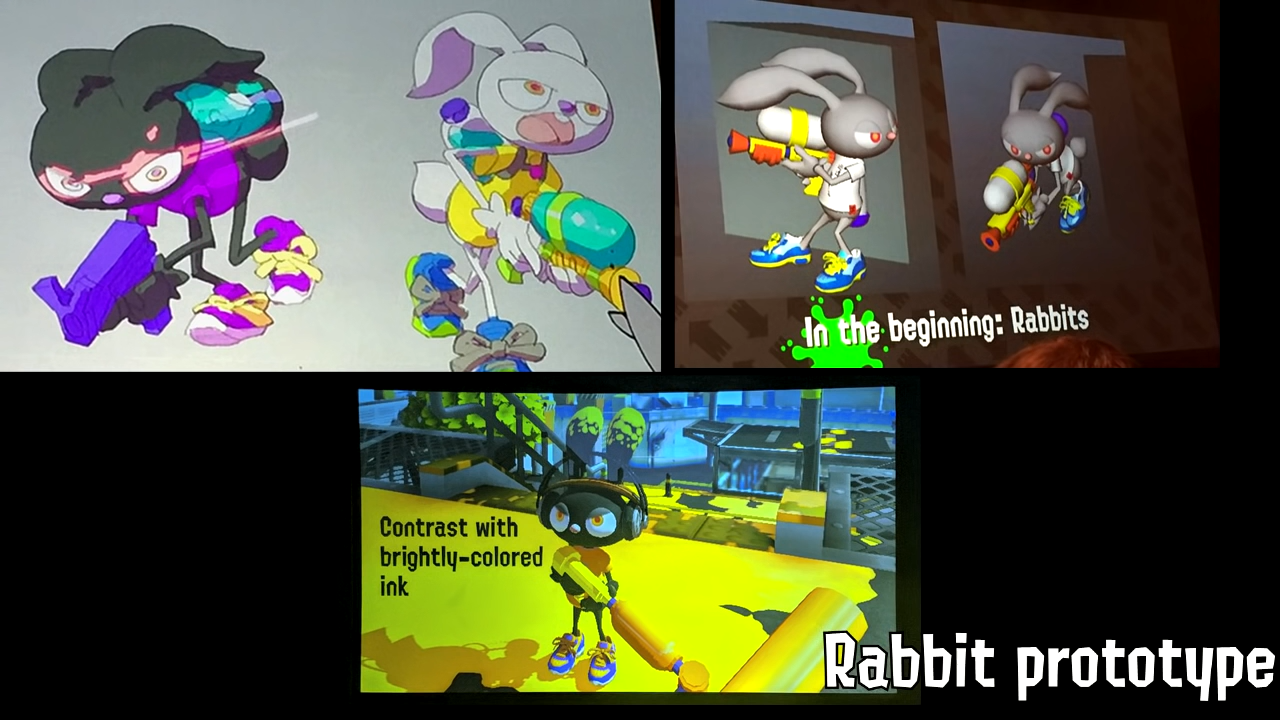 In the beginning: Rabbits
Contrast with
brightly-colored
ink
Rabbit prototype